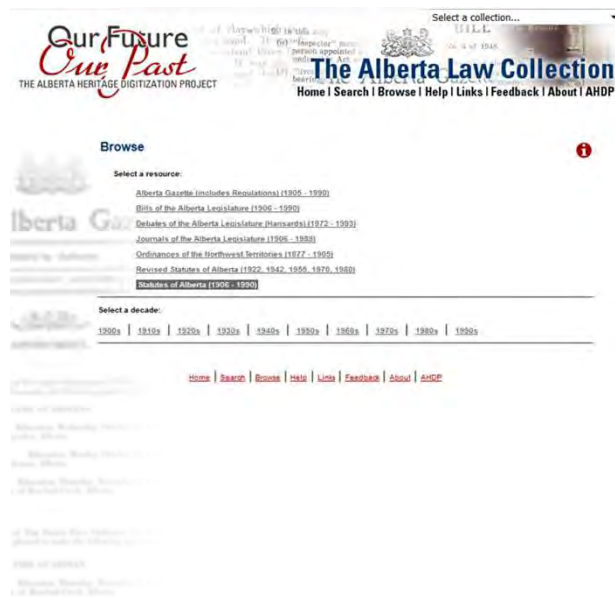 Select a collection...
Our Future
Our Past
THE ALBERTA HERITAGE DIGITIZATION PROJECT
The Alberta Law Collection
Home | Search | Browse | Help | Links | Feedback | About | AHDP
Browse
Select a resource:
Alberta Gazette (includes Regulations) (1905 - 1990)
Bills of the Alberta Legislature (1906 - 1990)
Debates of the Alberta Legislature (Hansards) (1972 - 1993)
Journals of the Alberta Legislature (1906 - 1989)
Ordinances of the Northwest Territories (1877 - 1905)
Revised Statutes of Alberta (1922, 1942, 1955, 1970, 1980)
Statutes of Alberta (1906 - 1990)
Select a decade:
1900s | 1910s | 1920s | 1930s | 1940s | 1950s | 1960s | 1970s | 1980s | 1990s
Home | Search | Browse | Help | Links | Feedback | About | AHDP